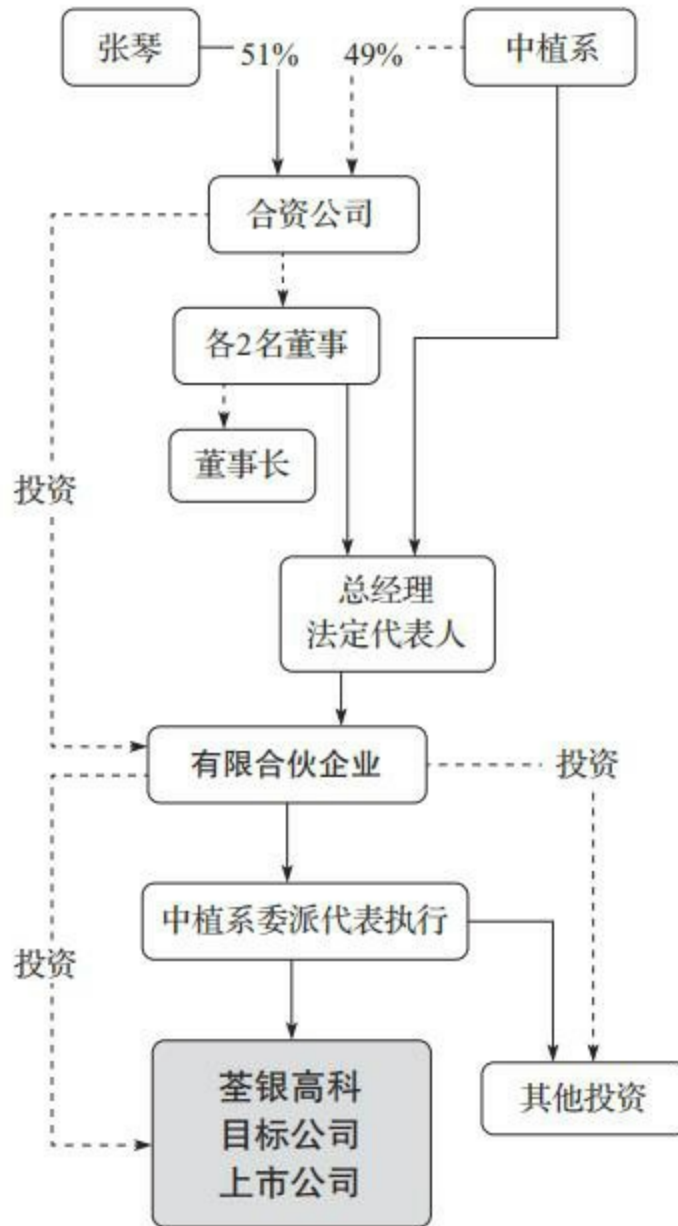 张琴
51%
49%
中植系
合资公司
各2名董事
董事长
投资
总经理
法定代表人
有限合伙企业
投资
中植系委派代表执行
投资
荃银高科
目标公司
上市公司
其他投资